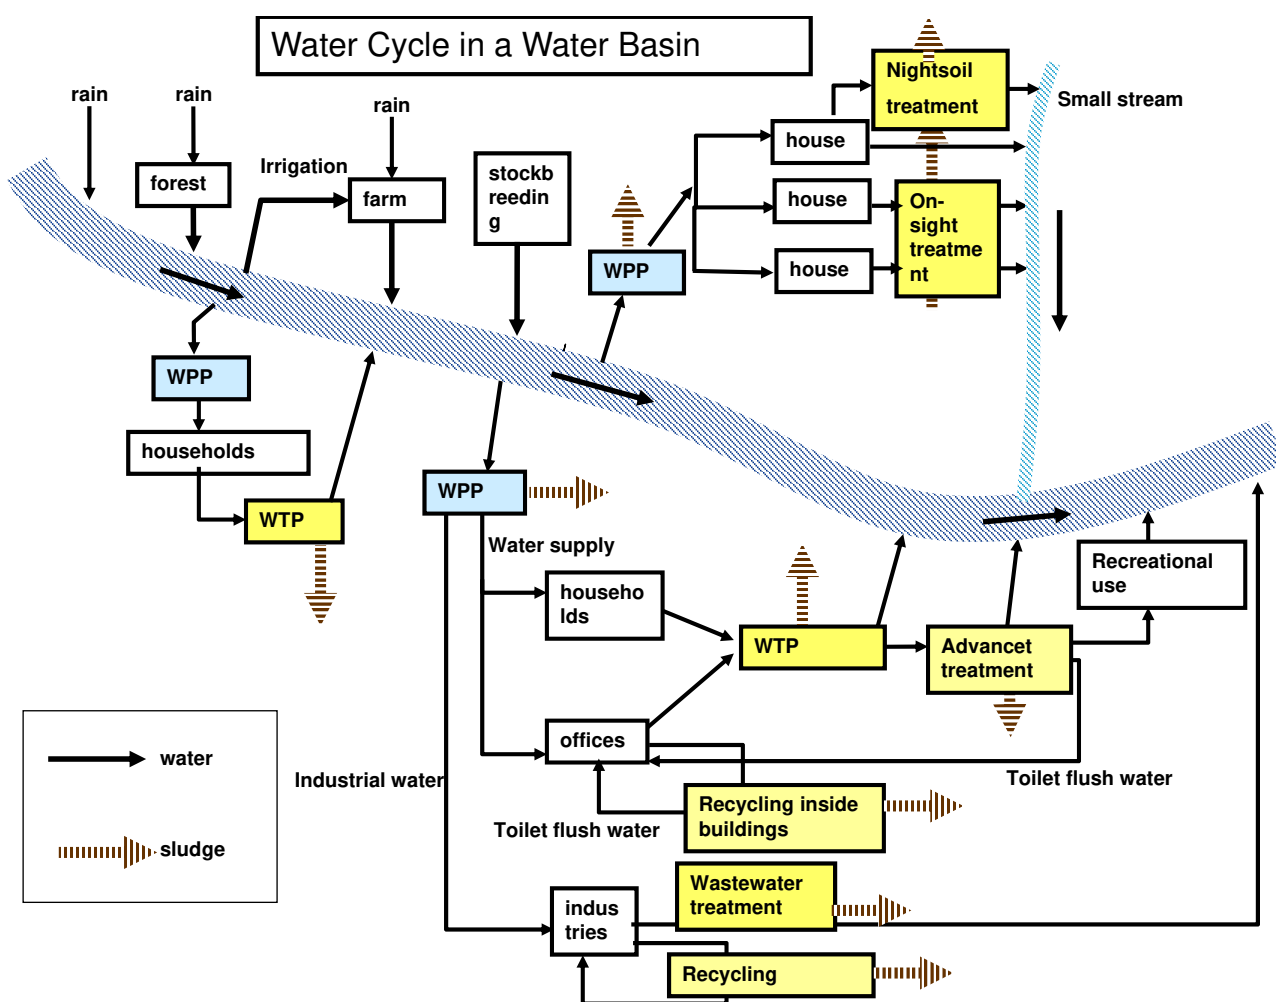 Water Cycle in a Water Basin
rain
rain
rain
Nightsoil
treatment
Small stream
house
Irrigation
forest
farm
stockb
reedin
g
house
On-
sight
treatme
nt
WPP
house
WPP
households
WTP
WPP
Water supply
househo
lds
Recreational
use
WTP
Advancet
treatment
offices
water
Industrial water
Toilet flush water
Recycling inside
buildings
Toilet flush water
sludge
Wastewater
treatment
indus
tries
Recycling